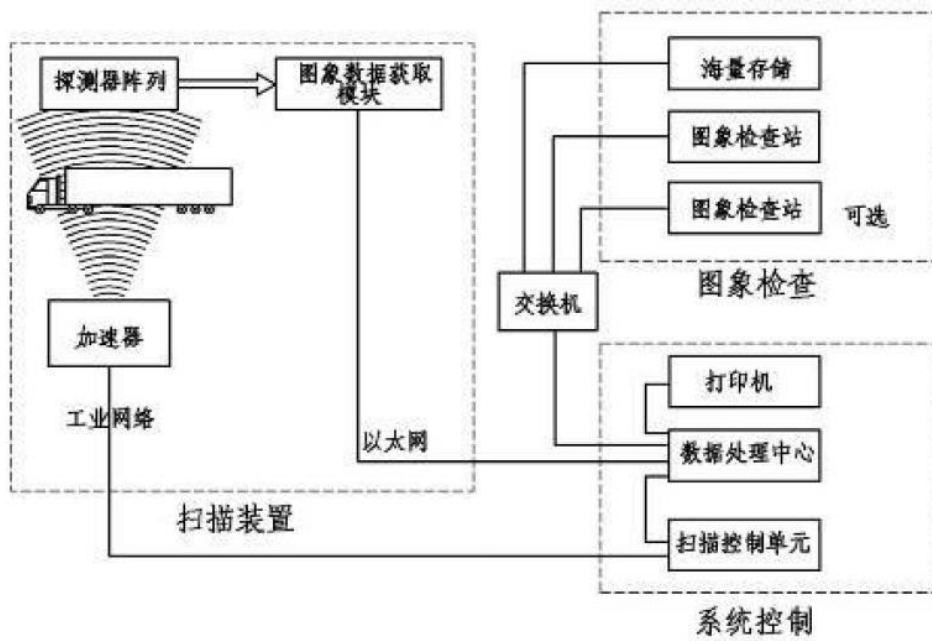 探测器阵列
图象数据获取
模块
加速器
工业网络
以太网
扫描装置
海量存储
图象检查站
图象检查站
可选
图象检查
交换机
打印机
数据处理中心
扫描控制单元
系统控制